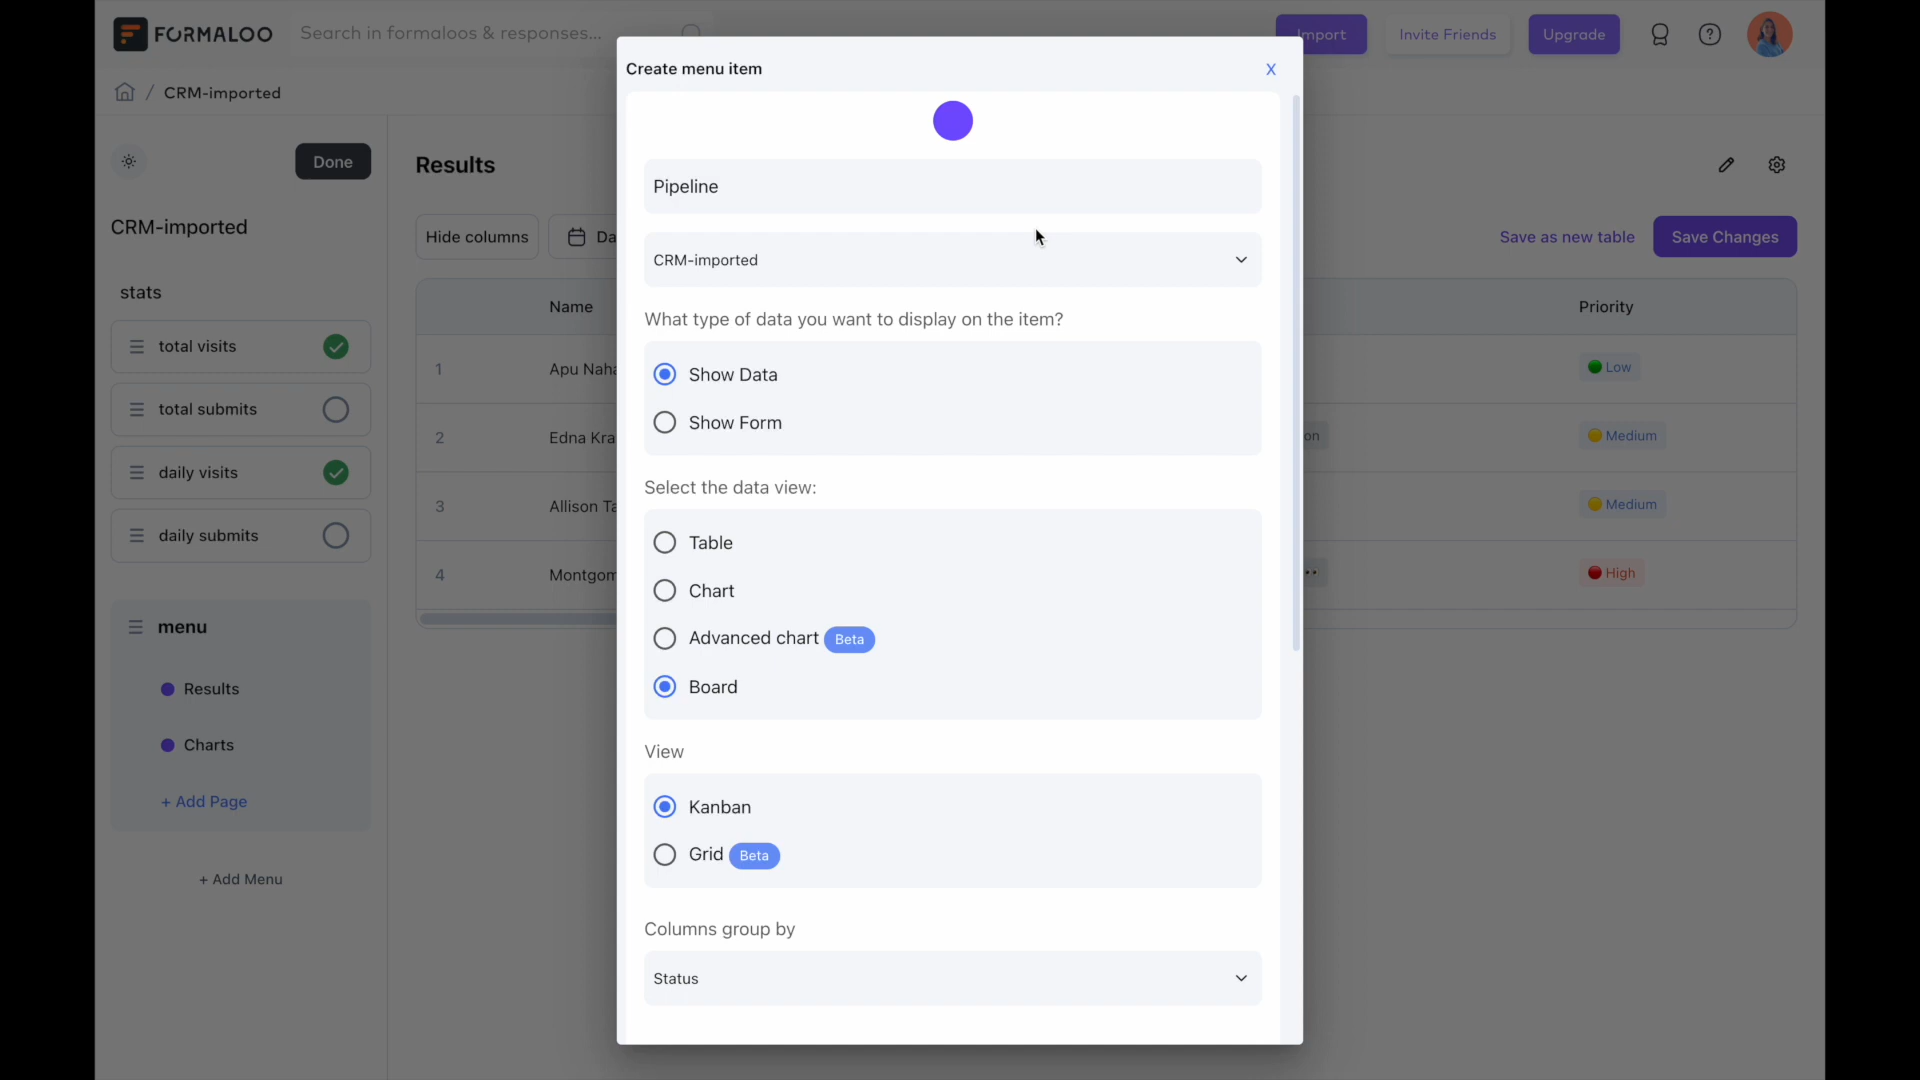 FORMALOO
Search in formaloos & responses...
Import
Invite Friends
Upgrade
/ CRM-imported
Done
CRM-imported
stats
total visits
total submits
daily visits
daily submits
menu
Results
Charts
+ Add Page
+ Add Menu
Results
Hide columns
Da
Save as new table
Save Changes
Name
Priority
1
Apu Naha
Low
2
Edna Kra
on
Medium
3
Allison Ta
Medium
4
Montgom
High
Create menu item
X
Pipeline
CRM-imported
What type of data you want to display on the item?
Show Data
Show Form
Select the data view:
Table
Chart
Advanced chart Beta
Board
View
Kanban
Grid Beta
Columns group by
Status